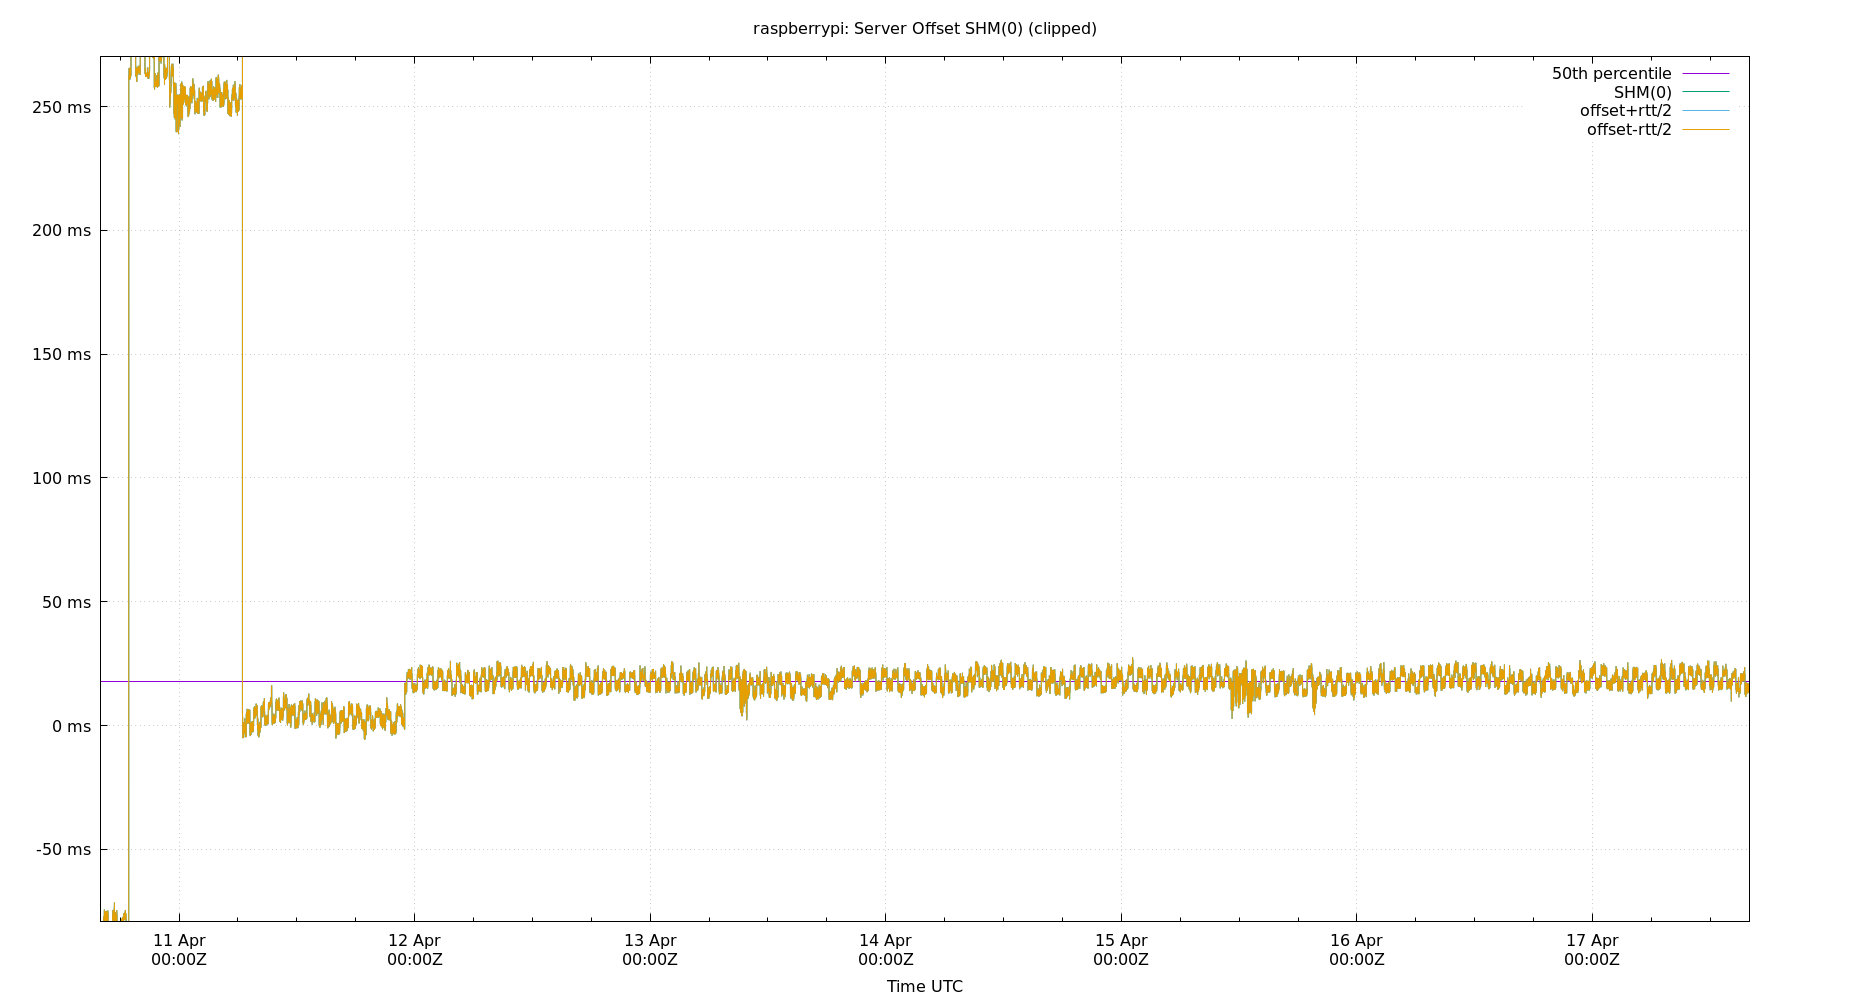 raspberrypi: Server Offset SHM(0) (clipped)
50th percentile
SHM(0)
offset+rtt/2
offset-rtt/2
250 ms
200 ms
150 ms
100 ms
50 ms
0 ms
-50 ms
11 Apr 12 Apr 13 Apr 14 Apr 15 Apr 16 Apr 17 Apr
00:00Z 00:00Z 00:00Z 00:00Z 00:00Z 00:00Z 00:00Z
Time UTC